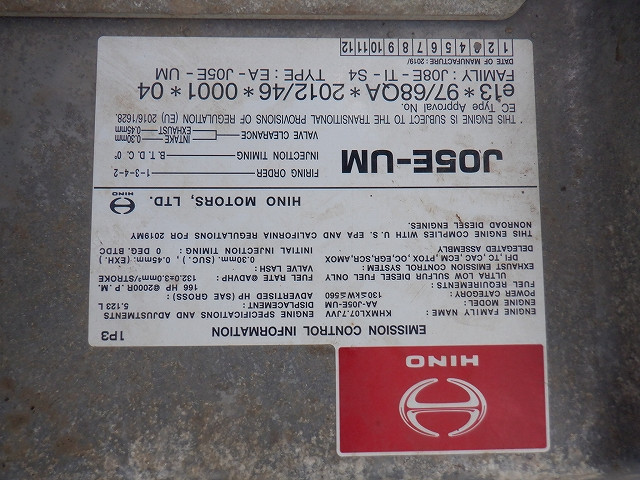 HINO
EMISSION CONTROL INFORMATION
1P3
ENGINE FAMILY NAME: KHMXL07.7JVV
ENGINE MODEL: AA-J05E-UM
POWER CATEGORY: 130≤kW≤560
FUEL REQUIREMENTS:
ULTRA LOW SULFUR DIESEL FUEL ONLY
EXHAUST EMISSION CONTROL SYSTEM:
DFI,TC,CAC,ECM,PTOX,OC,EGR,SCR,AMOX
DELEGATED ASSEMBLY
ENGINE SPECIFICATIONS AND ADJUSTMENTS
DISPLACEMENT: 5.123 L
ADVERTISED HP (SAE GROSS)
166 HP @200R. P. M.
FUEL RATE @ADVHP: 132.0±3.0mm³/STROKE
VALVE LASH
0.30mm. (SUC.), 0.45mm. (EXH.)
INITIAL INJECTION TIMING: 0 DEG. BTDC
THIS ENGINE COMPLIES WITH U. S. EPA AND CALIFORNIA REGULATIONS FOR 2019MY
NONROAD DIESEL ENGINES.
HINO
HINO MOTORS, LTD.
J05E-UM
FIRING ORDER 1-3-4-2
INJECTION TIMING B. T. D. C. 0°
VALVE CLEARANCE INTAKE 0.30mm
EXHAUST 0.45mm
*THIS ENGINE IS SUBJECT TO THE TRANSITIONAL PROVISIONS OF REGULATION (EU) 2016/1628.
EC Type Approval No.
e13*97/68QA*2012/46*0001*04
FAMILY : J08E-TI-S4 TYPE : EA-J05E-UM
DATE OF MANUFACTURE : 2019/
1 2 4 5 6 7 8 9 10 11 12